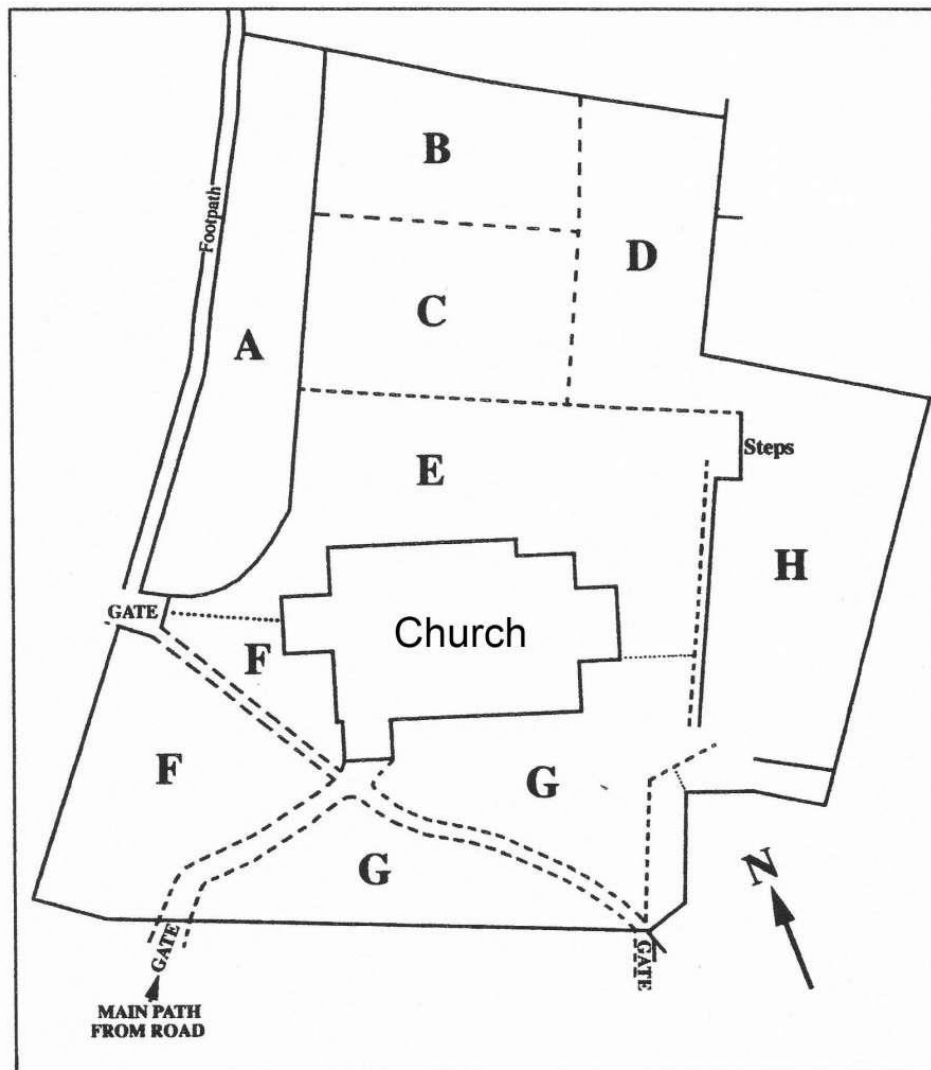 B
Footpath
D
C
A
E
Steps
H
GATE
Church
F
F
G
G
N
GATE
GATE
MAIN PATH
FROM ROAD